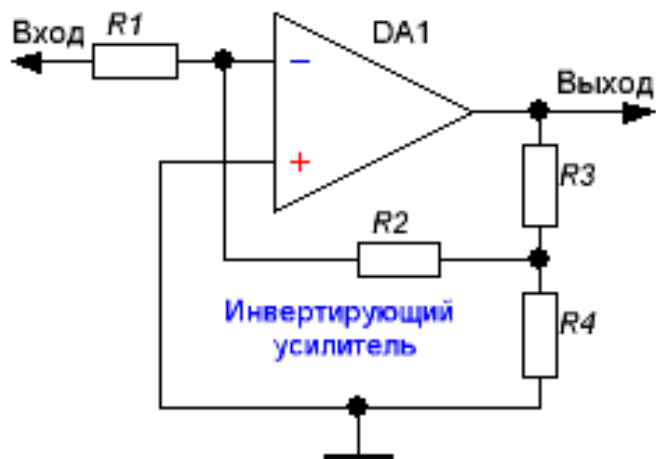 Вход
R1
DA1
−
+
Выход
R3
R2
R4
Инвертирующий
усилитель